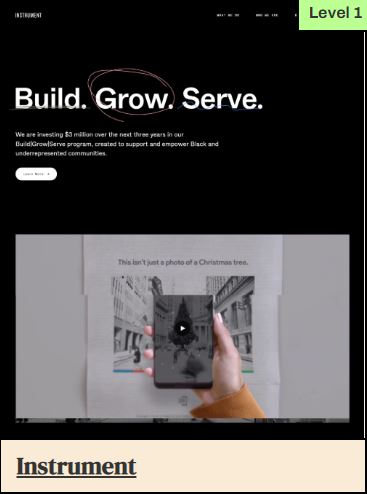 INSTRUMENT
WHAT WE DO
WHO WE ARE
Level 1
Build. Grow. Serve.
We are investing $3 million over the next three years in our
Build|Grow|Serve program, created to support and empower Black and
underrepresented communities.
Learn More
This isn't just a photo of a Christmas tree.
Instrument